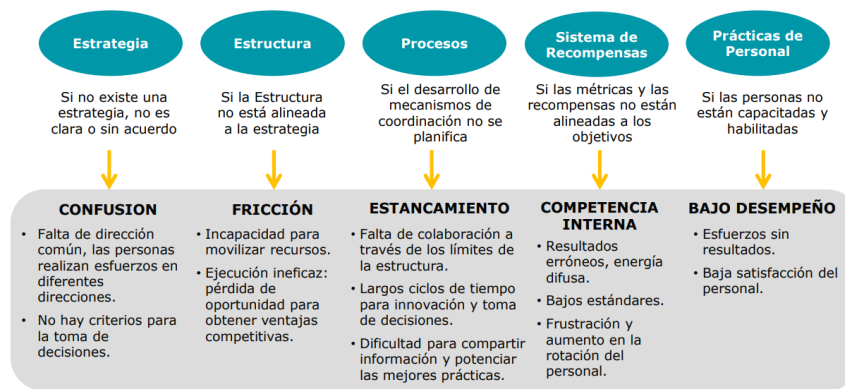 Estrategia
Estructura
Procesos
Sistema de
Recompensas
Prácticas de
Personal
Si no existe una
estrategia, no es
clara o sin acuerdo
Si la Estructura
no está alineada
a la estrategia
Si el desarrollo de
mecanismos de
coordinación no se
planifica
Si las métricas y las
recompensas no están
alineadas a los
objetivos
Si las personas no
están capacitadas y
habilitadas
CONFUSION
• Falta de dirección
común, las personas
realizan esfuerzos en
diferentes
direcciones.
• No hay criterios para
la toma de
decisiones.
FRICCIÓN
• Incapacidad para
movilizar recursos.
• Ejecución ineficaz:
pérdida de
oportunidad para
obtener ventajas
competitivas.
ESTANCAMIENTO
• Falta de colaboración a
través de los límites de
la estructura.
• Largos ciclos de tiempo
para innovación y toma
de decisiones.
• Dificultad para compartir
información y potenciar
las mejores prácticas.
COMPETENCIA
INTERNA
• Resultados
erróneos, energía
difusa.
• Bajos estándares.
• Frustración y
aumento en la
rotación del
personal.
BAJO DESEMPEÑO
• Esfuerzos sin
resultados.
• Baja satisfacción del
personal.